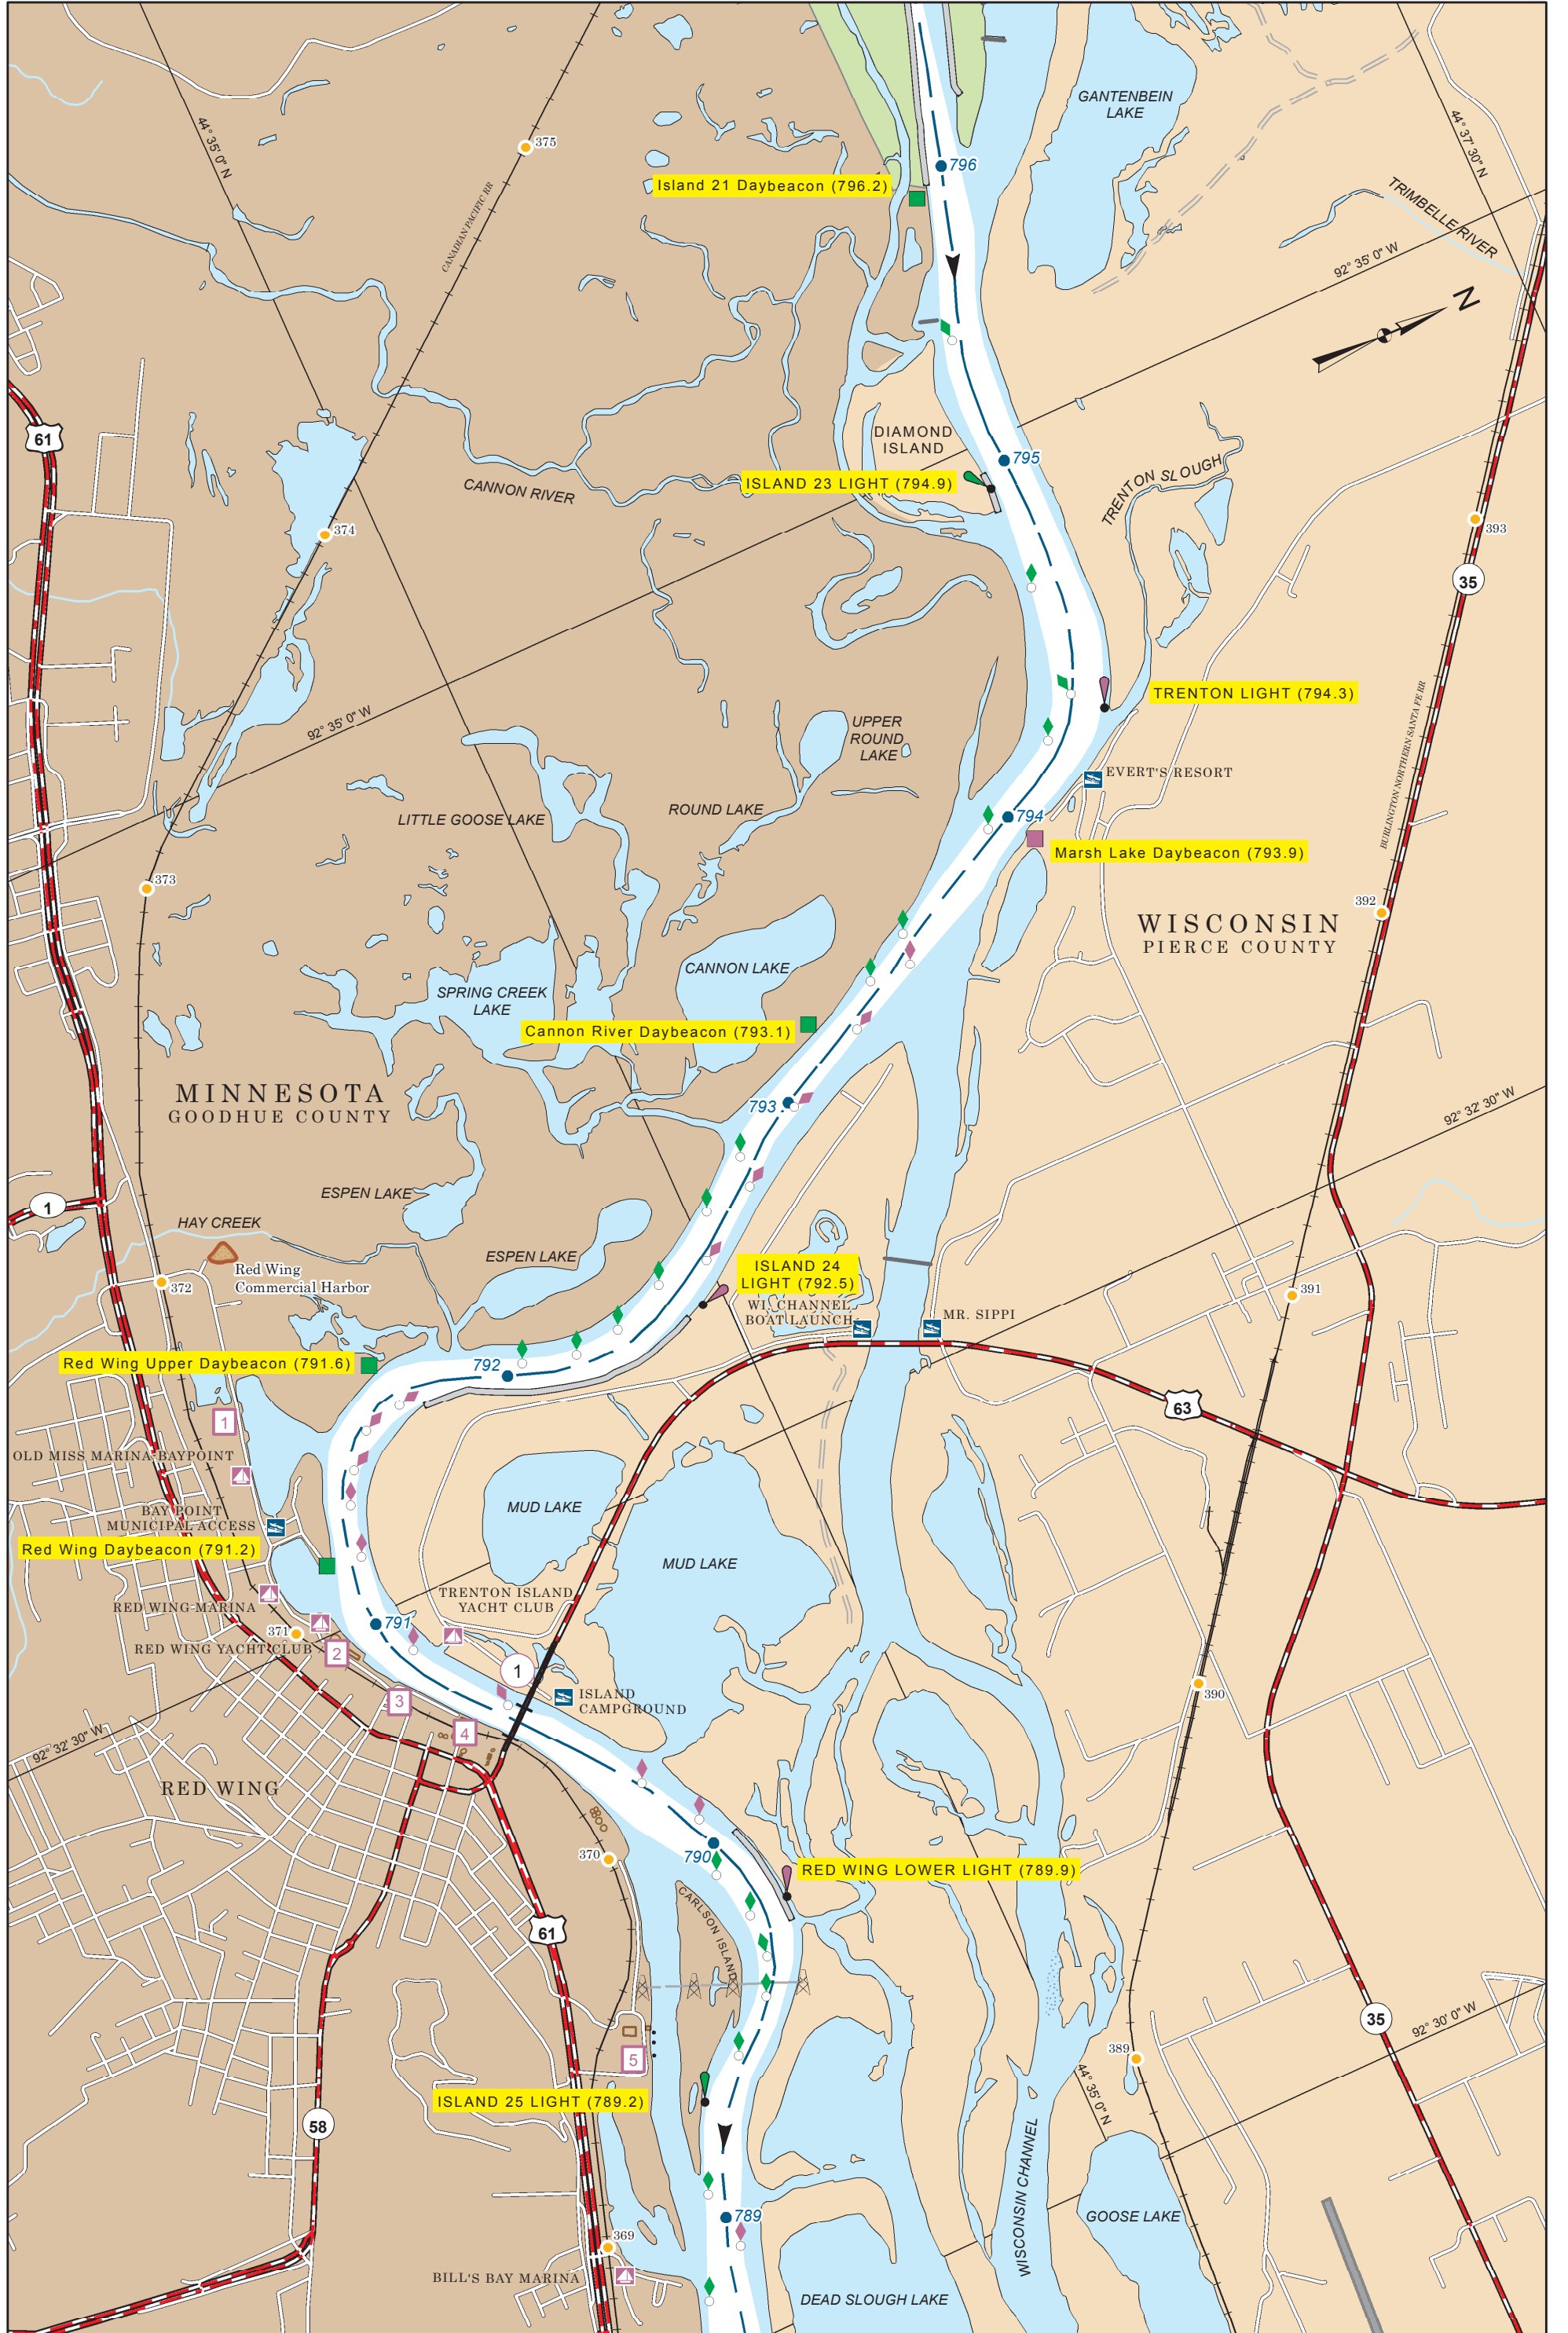 GANTENBEIN
LAKE
44° 35' 0" N
44° 37' 30" N
375
796
Island 21 Daybeacon (796.2)
CANADIAN PACIFIC RR
TRIMBELLE RIVER
92° 35' 0" W
N
61
DIAMOND
ISLAND
795
ISLAND 23 LIGHT (794.9)
CANNON RIVER
TRENTON SLOUGH
374
393
35
TRENTON LIGHT (794.3)
BURLINGTON NORTHERN SANTA FE RR
92° 35' 0" W
UPPER
ROUND
LAKE
EVERT'S RESORT
LITTLE GOOSE LAKE
ROUND LAKE
794
Marsh Lake Daybeacon (793.9)
373
392
WISCONSIN
PIERCE COUNTY
CANNON LAKE
SPRING CREEK
LAKE
Cannon River Daybeacon (793.1)
MINNESOTA
GOODHUE COUNTY
793
92° 32' 30" W
ESPEN LAKE
1
HAY CREEK
ESPEN LAKE
Red Wing
Commercial Harbor
372
ISLAND 24
LIGHT (792.5)
WI. CHANNEL
BOAT LAUNCH
MR. SIPPI
391
Red Wing Upper Daybeacon (791.6)
792
63
1
OLD MISS MARINA-BAYPOINT
BAY POINT
MUNICIPAL ACCESS
MUD LAKE
Red Wing Daybeacon (791.2)
MUD LAKE
TRENTON ISLAND
YACHT CLUB
RED WING MARINA
791
371
RED WING YACHT CLUB
2
1
390
3
ISLAND
CAMPGROUND
4
92° 32' 30" W
RED WING
370
790
RED WING LOWER LIGHT (789.9)
CARLSON ISLAND
61
35
92° 30' 0" W
5
389
44° 35' 0" N
ISLAND 25 LIGHT (789.2)
58
WISCONSIN CHANNEL
789
GOOSE LAKE
369
BILL'S BAY MARINA
DEAD SLOUGH LAKE